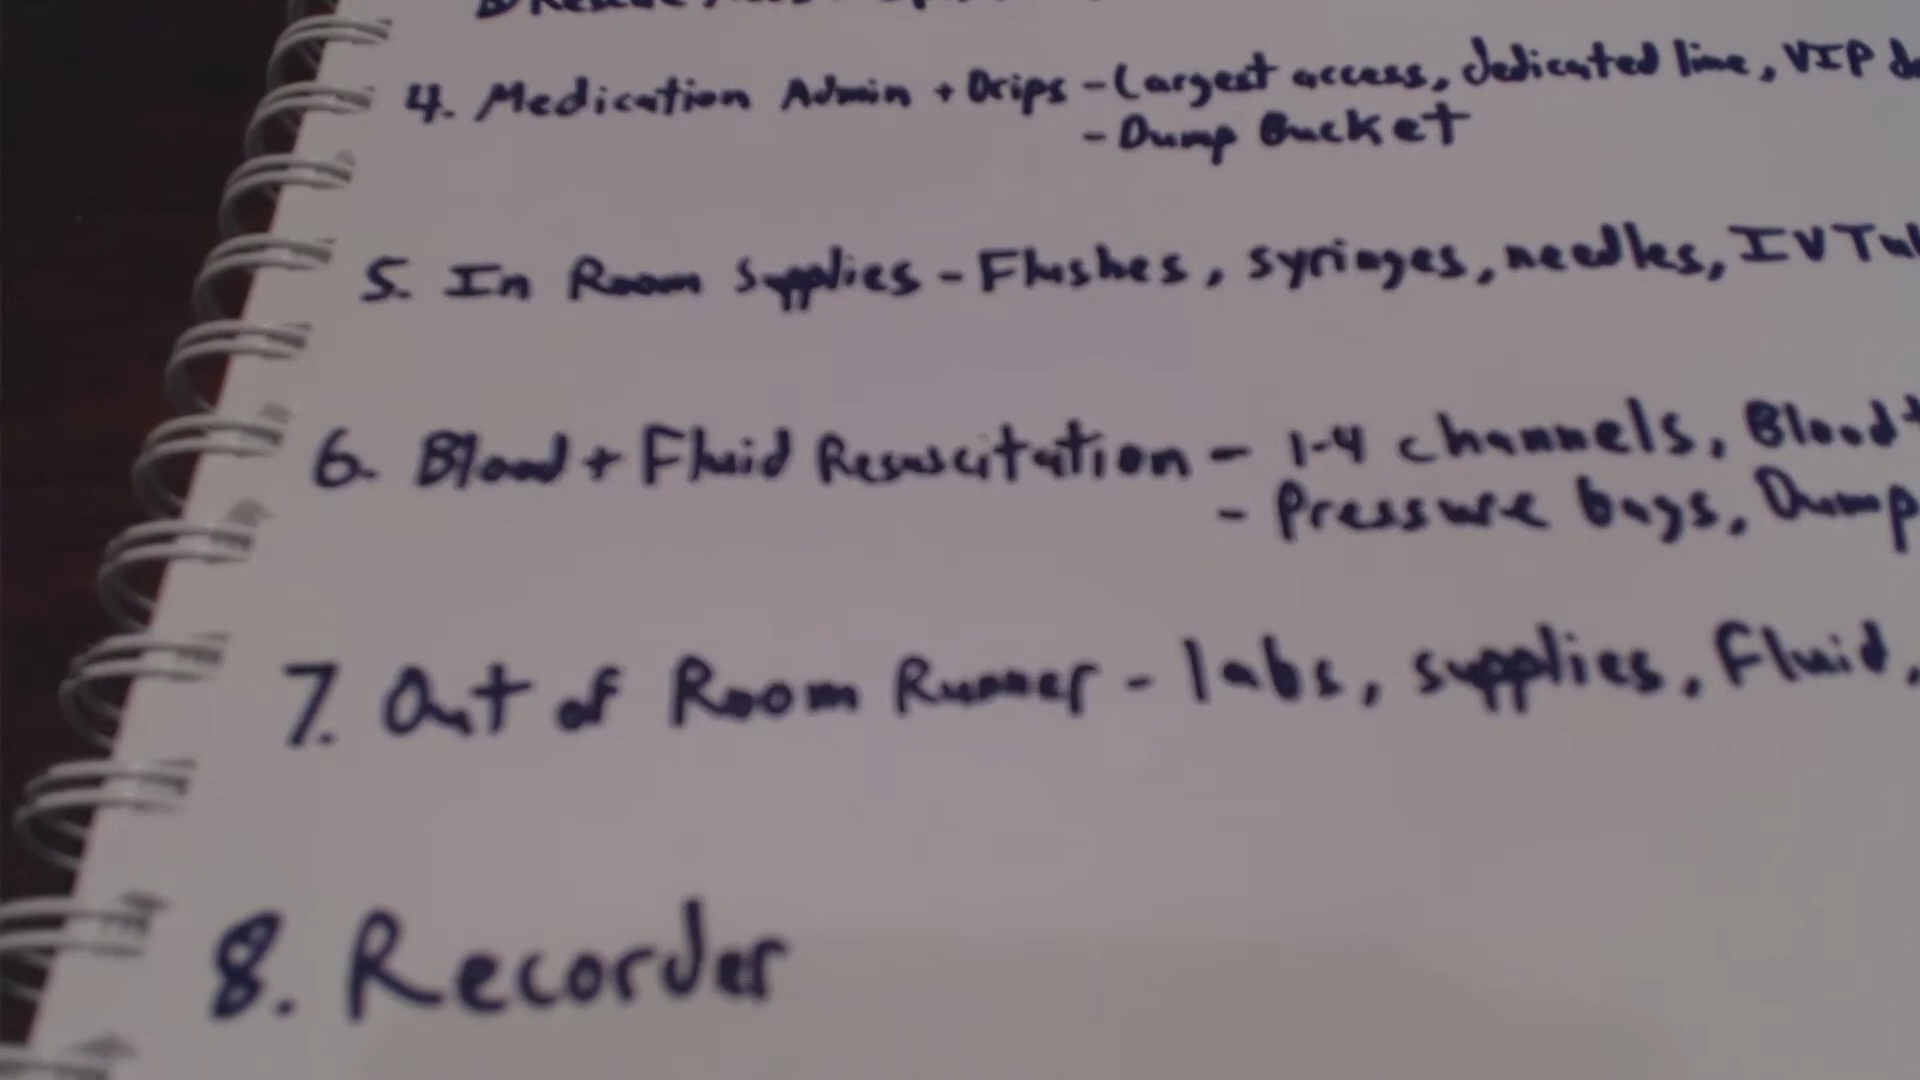 4. Medication Admin + Drips - Largest access, dedicated line, VIP
- Dump Bucket
5. In Room Supplies - Flushes, syringes, needles, IV
6. Blood + Fluid Resuscitation - 1-4 channels, Blood
- Pressure bags, Dump
7. Out of Room Runner - labs, supplies, Fluid,
8. Recorder